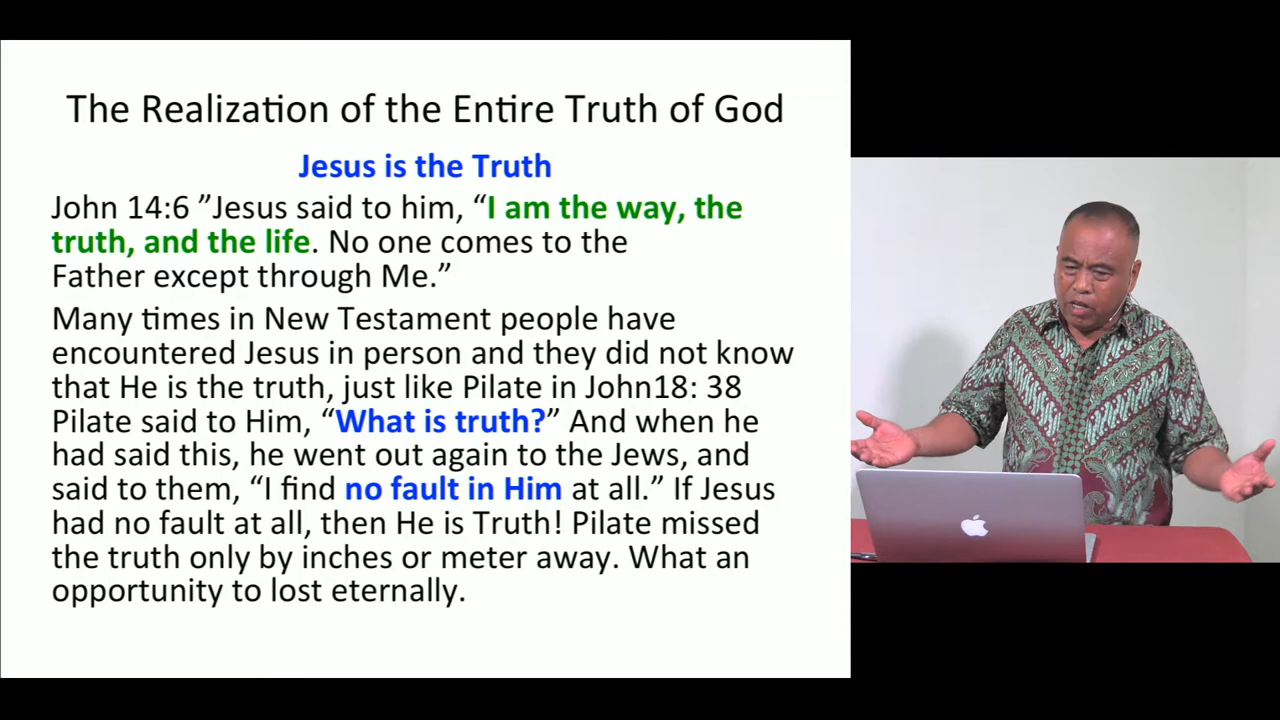 The Realization of the Entire Truth of God
Jesus is the Truth
John 14:6 ”Jesus said to him, “I am the way, the
truth, and the life. No one comes to the
Father except through Me.”
Many times in New Testament people have
encountered Jesus in person and they did not know
that He is the truth, just like Pilate in John18: 38
Pilate said to Him, “What is truth?” And when he
had said this, he went out again to the Jews, and
said to them, “I find no fault in Him at all.” If Jesus
had no fault at all, then He is Truth! Pilate missed
the truth only by inches or meter away. What an
opportunity to lost eternally.